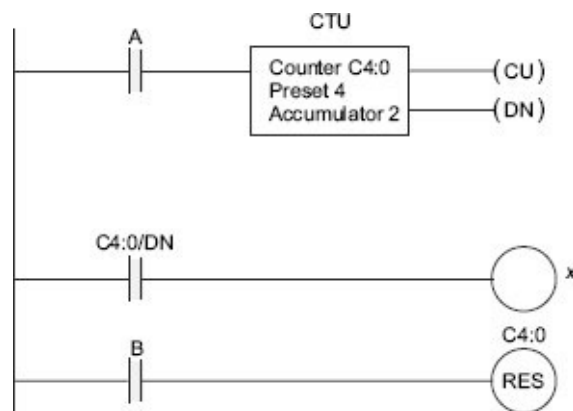 CTU
A
Counter C4:0
Preset 4
Accumulator 2
(CU)
(DN)
C4:0/DN
x
B
C4:0
RES